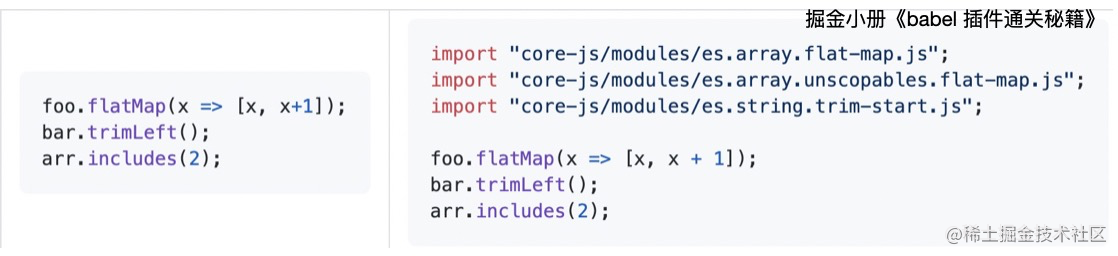 掘金小册《babel 插件通关秘籍》
foo.flatMap(x => [x, x+1]);
bar.trimLeft();
arr.includes(2);
import "core-js/modules/es.array.flat-map.js";
import "core-js/modules/es.array.unscopables.flat-map.js";
import "core-js/modules/es.string.trim-start.js";
foo.flatMap(x => [x, x + 1]);
bar.trimLeft();
arr.includes(2);
@稀土掘金技术社区